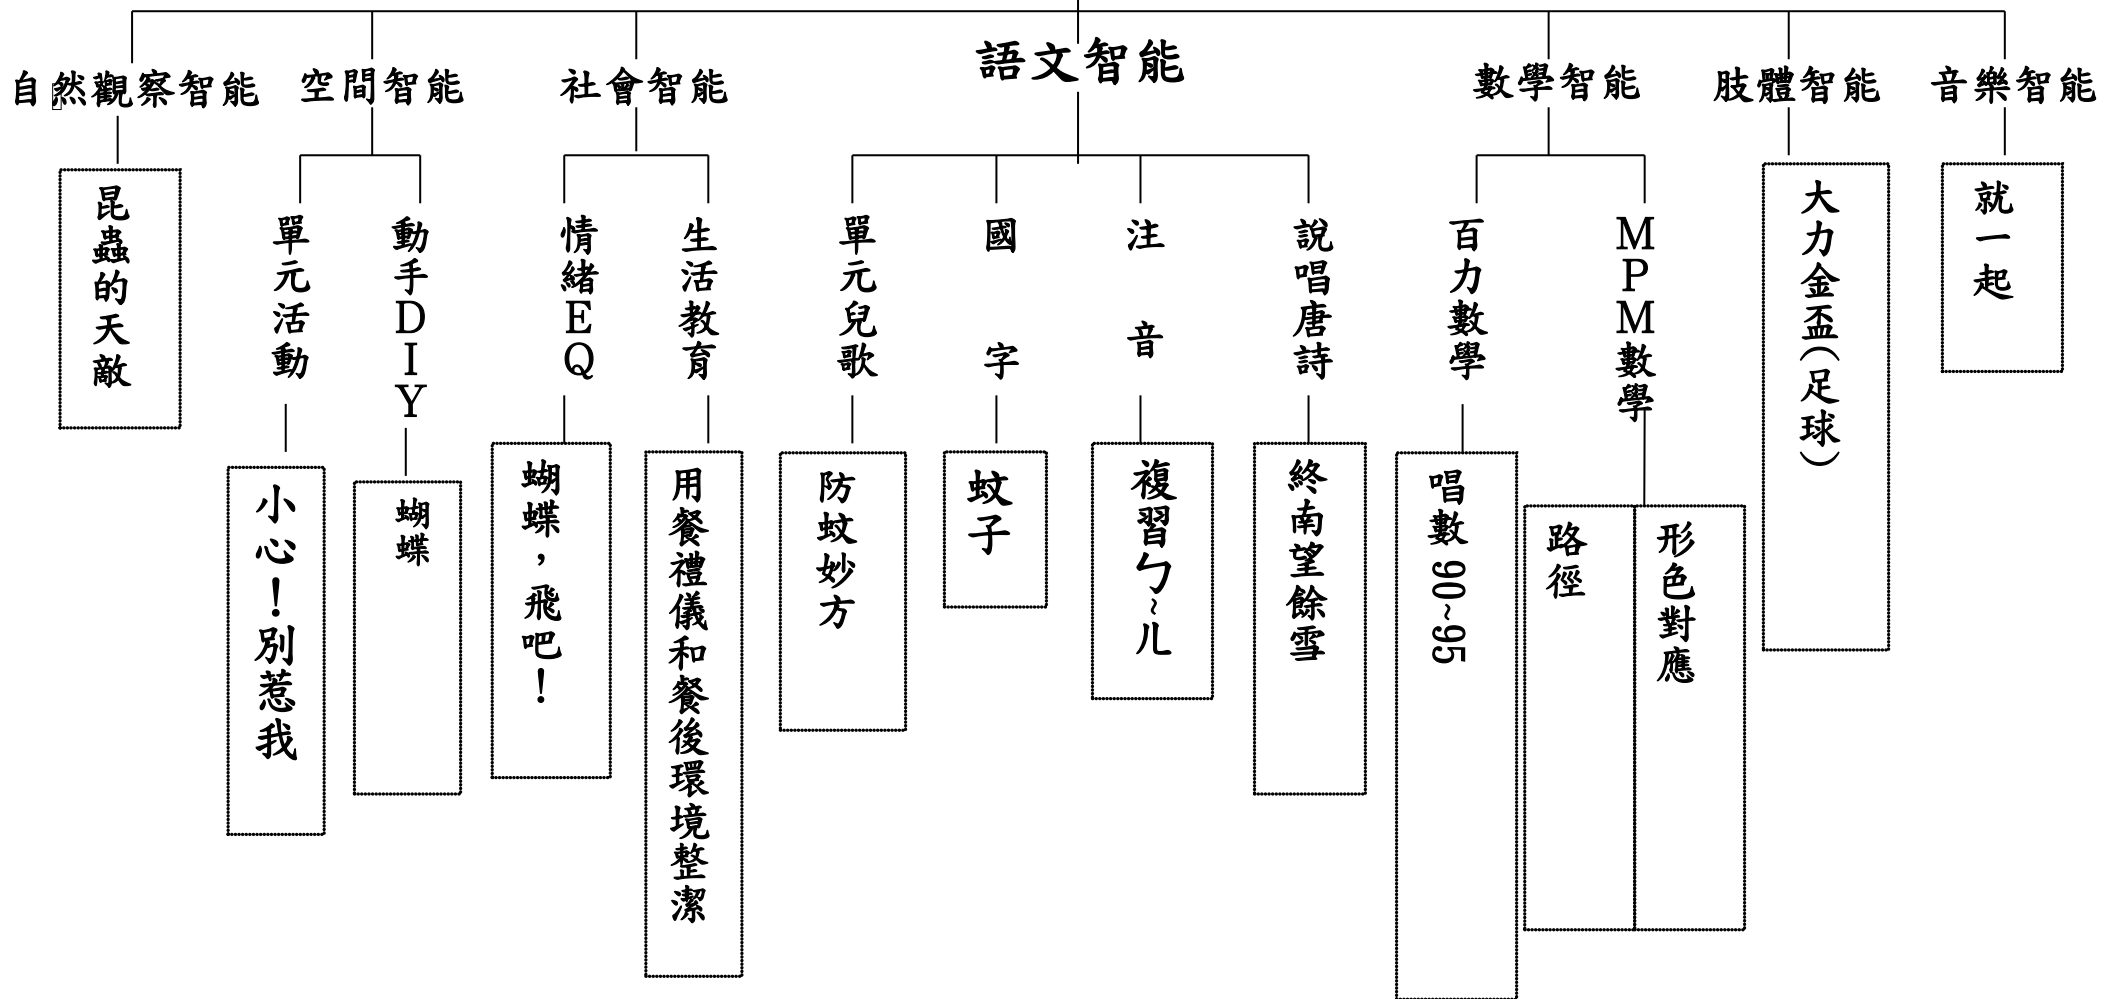 自然觀察智能
空間智能
社會智能
語文智能
數學智能
肢體智能
音樂智能
昆蟲的天敵
單元活動
動手DIY
情緒EQ
生活教育
單元兒歌
國字
注音
說唱唐詩
百力數學
MPM數學
大力金盃(足球)
就一起
小心！別惹我
蝴蝶
蝴蝶，飛吧！
用餐禮儀和餐後環境整潔
防蚊妙方
蚊子
複習ㄅ~ㄦ
終南望餘雪
唱數 90~95
路徑
形色對應